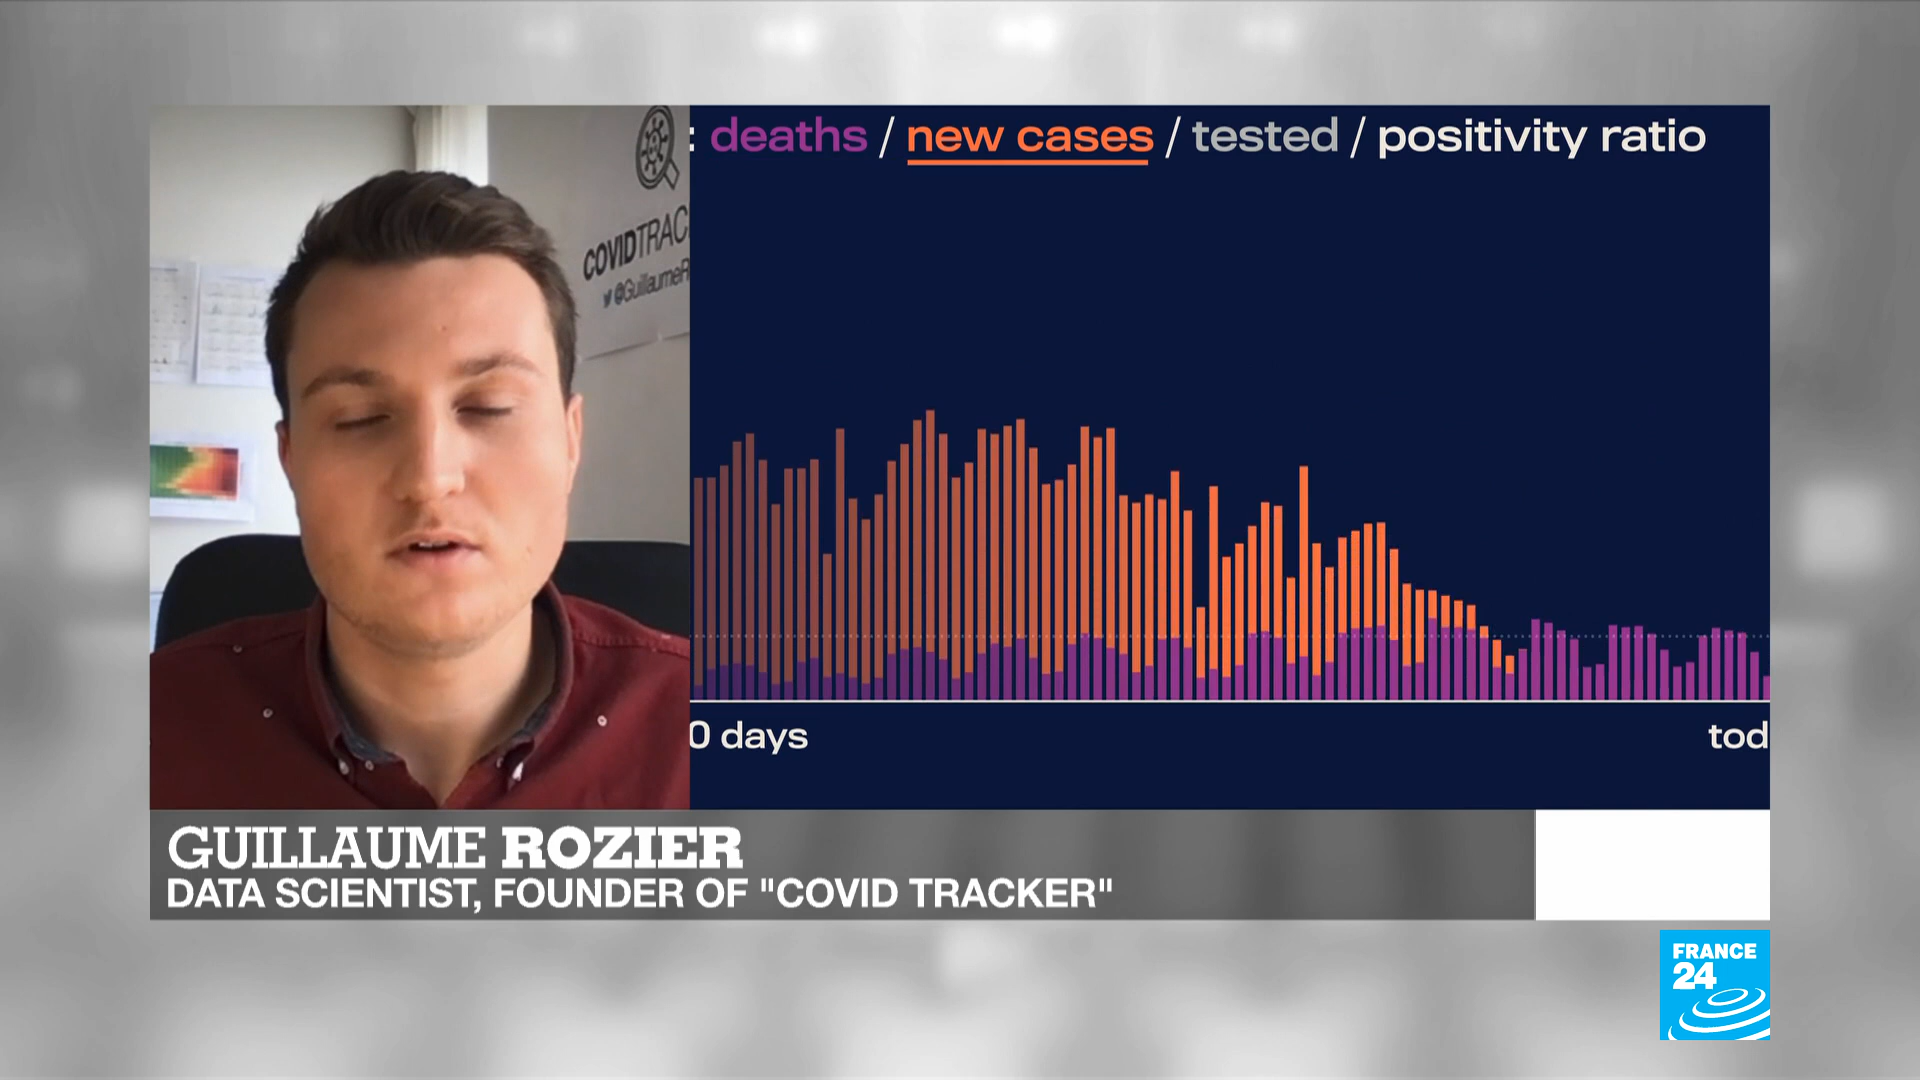 : deaths / new cases / tested / positivity ratio
COVIDTRAC
@GuillaumeR
0 days
tod
GUILLAUME ROZIER
DATA SCIENTIST, FOUNDER OF "COVID TRACKER"
FRANCE
24